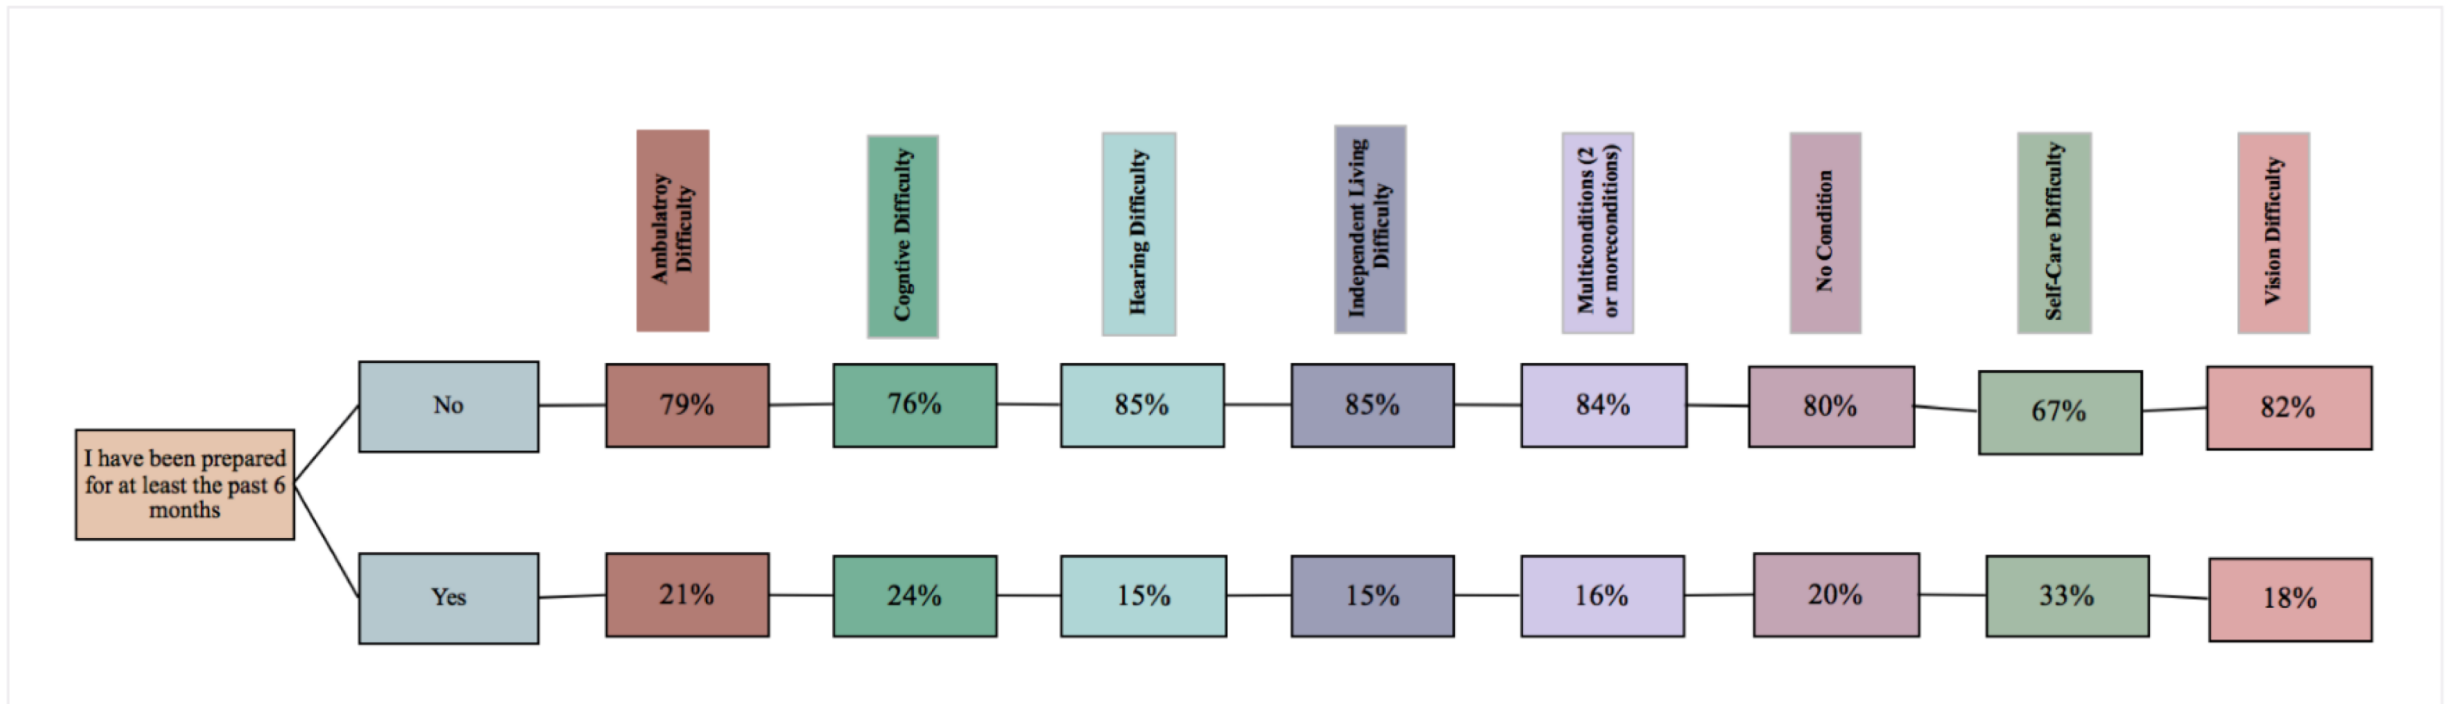 Ambulatroy
Difficulty
Cogntive Difficulty
Hearing Difficulty
Independent Living
Difficulty
Multiconditions (2
or moreconditions)
No Condition
Self-Care Difficulty
Vision Difficulty
No
79%
76%
85%
85%
84%
80%
67%
82%
I have been prepared
for at least the past 6
months
Yes
21%
24%
15%
15%
16%
20%
33%
18%